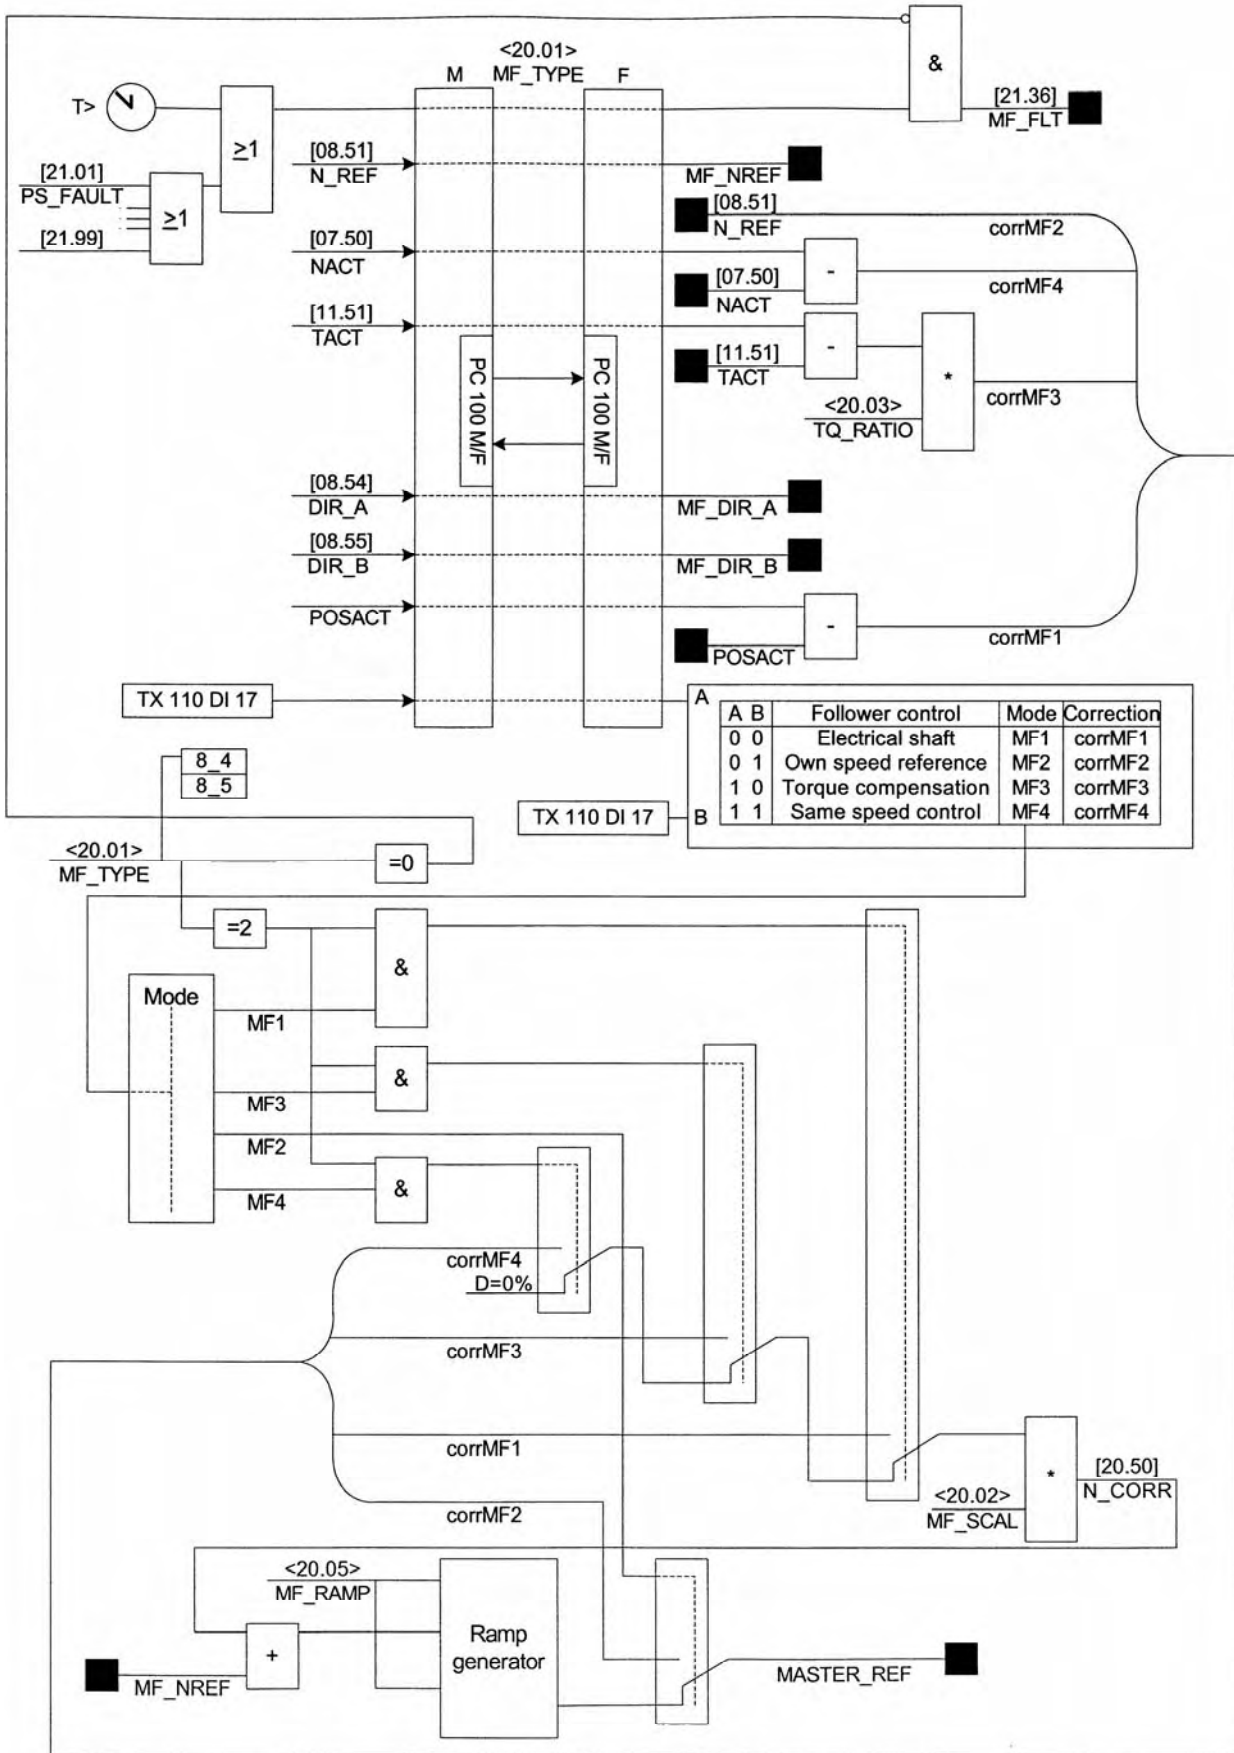 <20.01>
M MF_TYPE F
&
T>
[21.36]
MF_FLT
≥1
[08.51]
N_REF
MF_NREF
[21.01]
PS_FAULT
≥1
[21.99]
[08.51]
N_REF
corrMF2
[07.50]
NACT
-
[07.50]
NACT
corrMF4
[11.51]
TACT
-
[11.51]
TACT
*
corrMF3
<20.03>
TQ_RATIO
PC 100 M/F
PC 100 M/F
[08.54]
DIR_A
MF_DIR_A
[08.55]
DIR_B
MF_DIR_B
POSACT
-
POSACT
corrMF1
TX 110 DI 17
A
A B Follower control Mode Correction
0 0 Electrical shaft MF1 corrMF1
0 1 Own speed reference MF2 corrMF2
1 0 Torque compensation MF3 corrMF3
1 1 Same speed control MF4 corrMF4
8_4
8_5
TX 110 DI 17
B
<20.01>
MF_TYPE
=0
=2
&
Mode
MF1
&
MF3
MF2
&
MF4
corrMF4
D=0%
corrMF3
corrMF1
*
[20.50]
N_CORR
<20.02>
MF_SCAL
corrMF2
<20.05>
MF_RAMP
Ramp
generator
+
MF_NREF
MASTER_REF